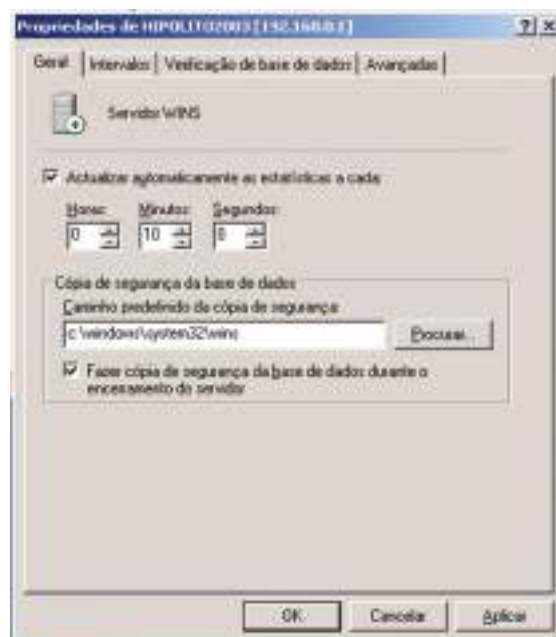 Propriedades de HIPOLITO2003 [192.168.0.1]
Geral Intervalos Verificação de base de dados Avançadas
Servidor WINS
Actualizar automaticamente as estatísticas a cada:
Horas: Minutos: Segundos:
0 10 0
Cópia de segurança da base de dados
Caminho predefinido da cópia de segurança:
c:\windows\system32\wins Procurar...
Fazer cópia de segurança da base de dados durante o
encerramento do servidor
OK Cancelar Aplicar